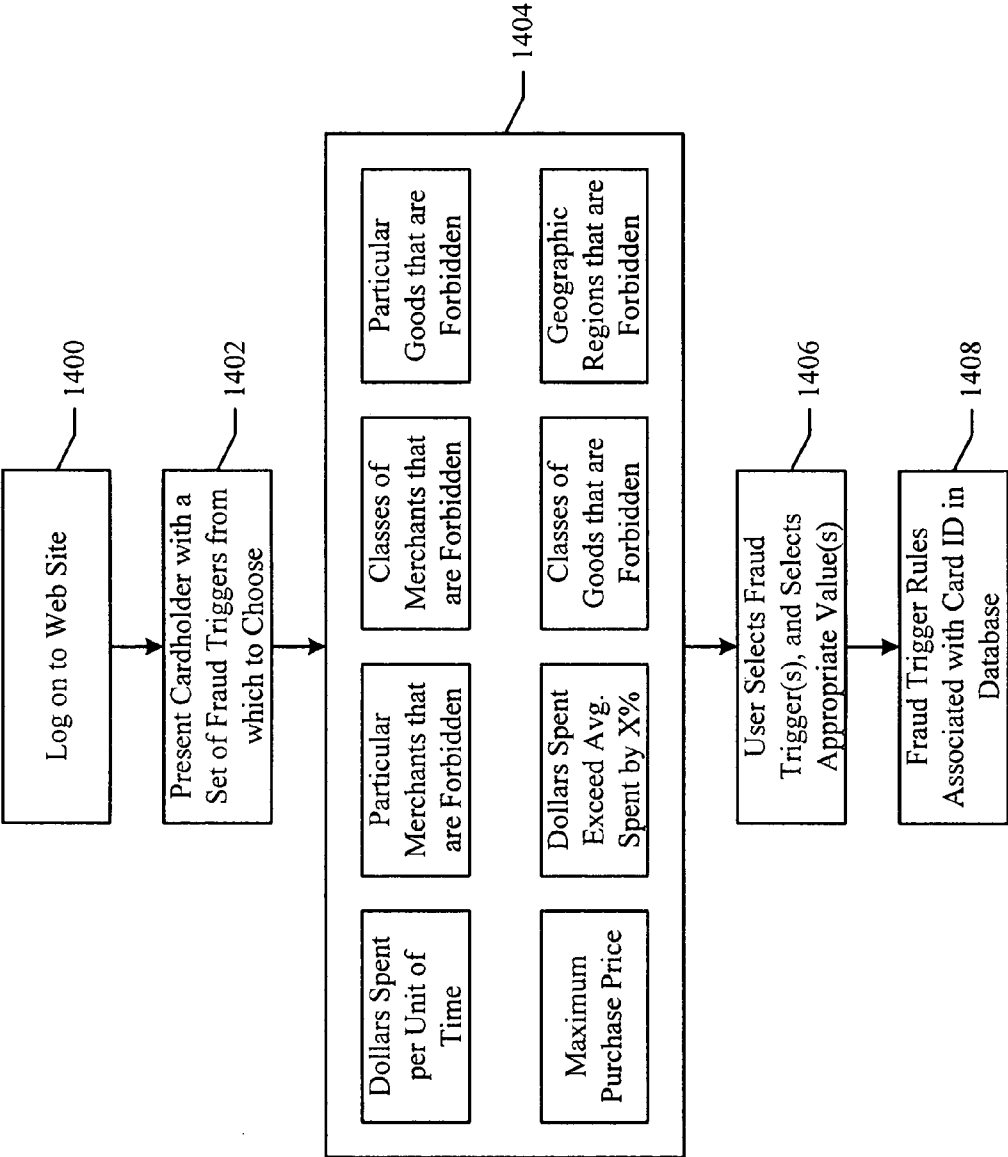 Log on to Web Site
1400
Present Cardholder with a
Set of Fraud Triggers from
which to Choose
1402
1404
Dollars Spent
per Unit of
Time
Particular
Merchants that
are Forbidden
Classes of
Merchants that
are Forbidden
Particular
Goods that are
Forbidden
Maximum
Purchase Price
Dollars Spent
Exceed Avg.
Spent by X%
Classes of
Goods that are
Forbidden
Geographic
Regions that are
Forbidden
User Selects Fraud
Trigger(s), and Selects
Appropriate Value(s)
1406
Fraud Trigger Rules
Associated with Card ID in
Database
1408